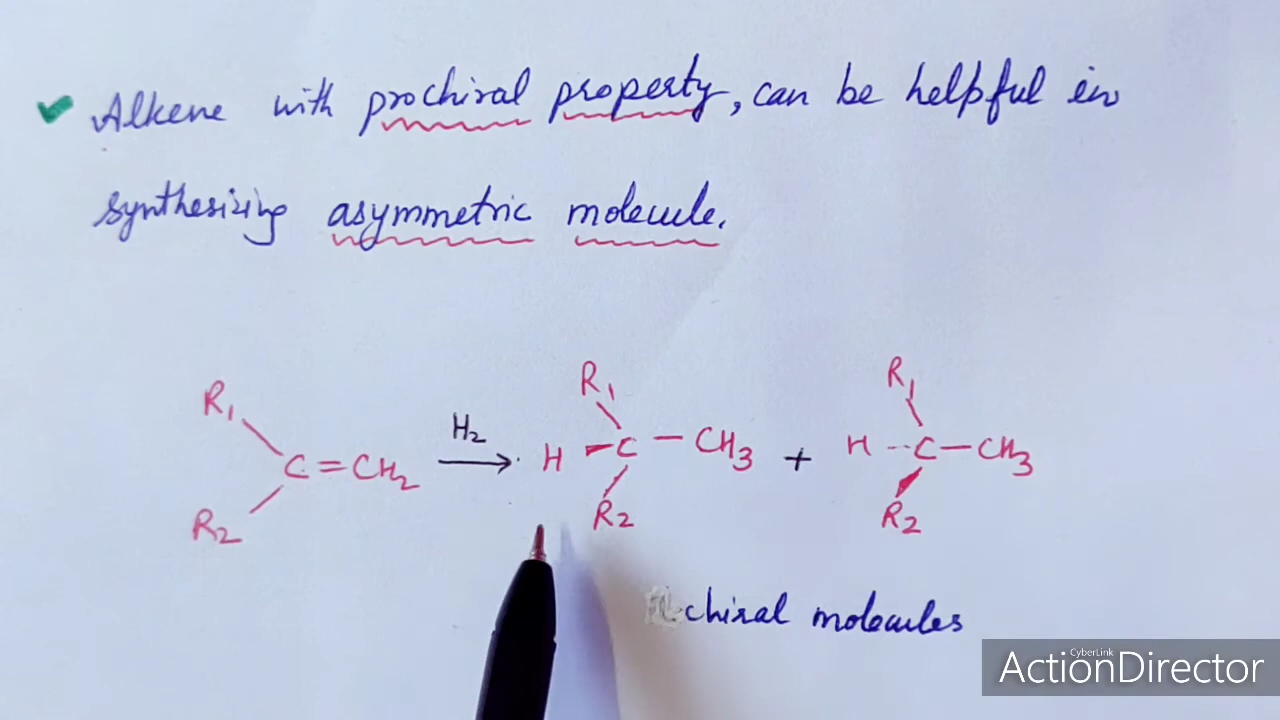 Alkene with prochiral property, can be helpful in
synthesizing asymmetric molecule.
R1 R1 R1
H2
C=CH2 H C-CH3 + H C-CH3
R2 R2 R2
chiral molecules
CyberLink
ActionDirector